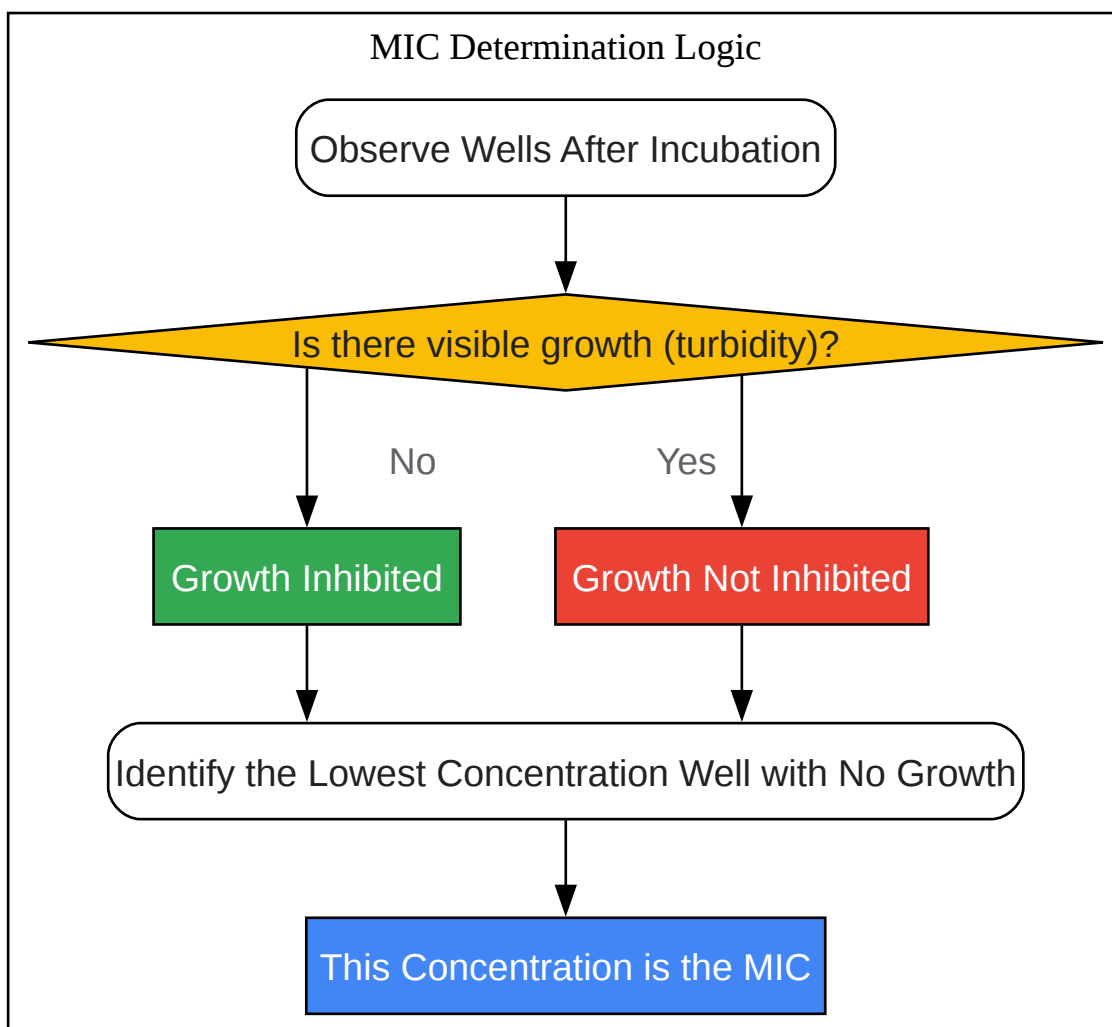 MIC Determination Logic
Observe Wells After Incubation
Is there visible growth (turbidity)?
No
Yes
Growth Inhibited
Growth Not Inhibited
Identify the Lowest Concentration Well with No Growth
This Concentration is the MIC